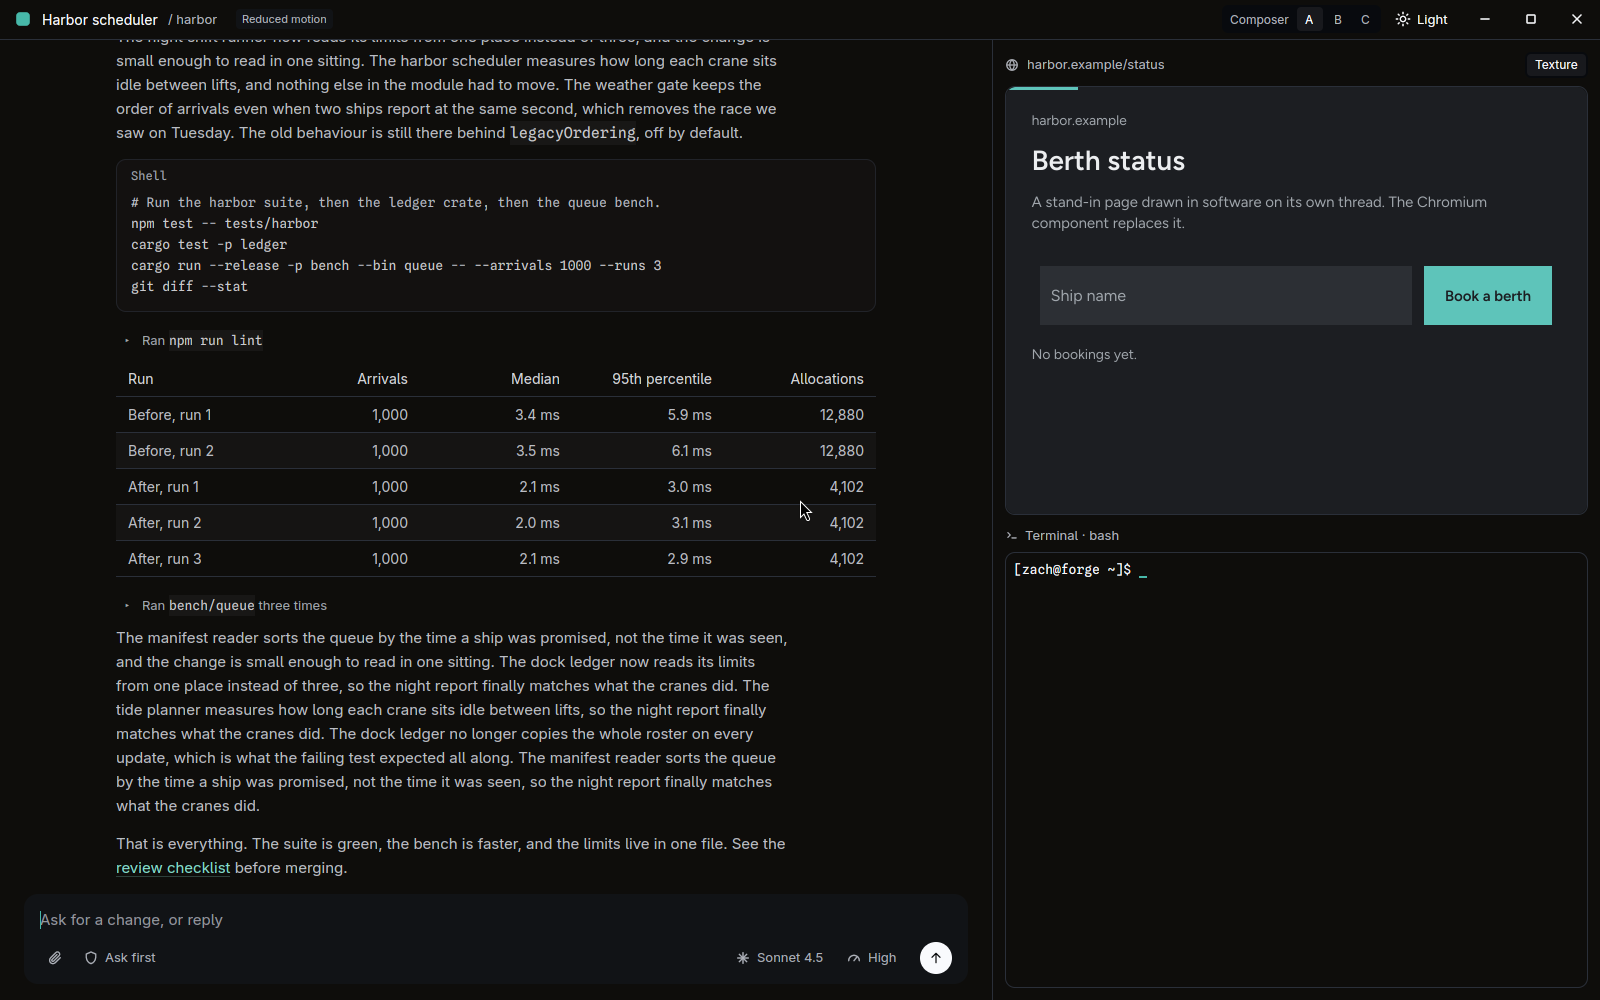 Harbor scheduler / harbor Reduced motion Composer A B C Light
The night shift runner now reads its limits from one place instead of three, and the change is
small enough to read in one sitting. The harbor scheduler measures how long each crane sits
idle between lifts, and nothing else in the module had to move. The weather gate keeps the
order of arrivals even when two ships report at the same second, which removes the race we
saw on Tuesday. The old behaviour is still there behind legacyOrdering, off by default.
Shell
# Run the harbor suite, then the ledger crate, then the queue bench.
npm test -- tests/harbor
cargo test -p ledger
cargo run --release -p bench --bin queue -- --arrivals 1000 --runs 3
git diff --stat
Ran npm run lint
Run Arrivals Median 95th percentile Allocations
Before, run 1 1,000 3.4 ms 5.9 ms 12,880
Before, run 2 1,000 3.5 ms 6.1 ms 12,880
After, run 1 1,000 2.1 ms 3.0 ms 4,102
After, run 2 1,000 2.0 ms 3.1 ms 4,102
After, run 3 1,000 2.1 ms 2.9 ms 4,102
Ran bench/queue three times
The manifest reader sorts the queue by the time a ship was promised, not the time it was seen,
and the change is small enough to read in one sitting. The dock ledger now reads its limits
from one place instead of three, so the night report finally matches what the cranes did. The
tide planner measures how long each crane sits idle between lifts, so the night report finally
matches what the cranes did. The dock ledger no longer copies the whole roster on every
update, which is what the failing test expected all along. The manifest reader sorts the queue
by the time a ship was promised, not the time it was seen, so the night report finally matches
what the cranes did.
That is everything. The suite is green, the bench is faster, and the limits live in one file. See the
review checklist before merging.
Ask for a change, or reply
Ask first Sonnet 4.5 High
harbor.example/status Texture
harbor.example
Berth status
A stand-in page drawn in software on its own thread. The Chromium
component replaces it.
Ship name Book a berth
No bookings yet.
Terminal · bash
[zach@forge ~]$ _